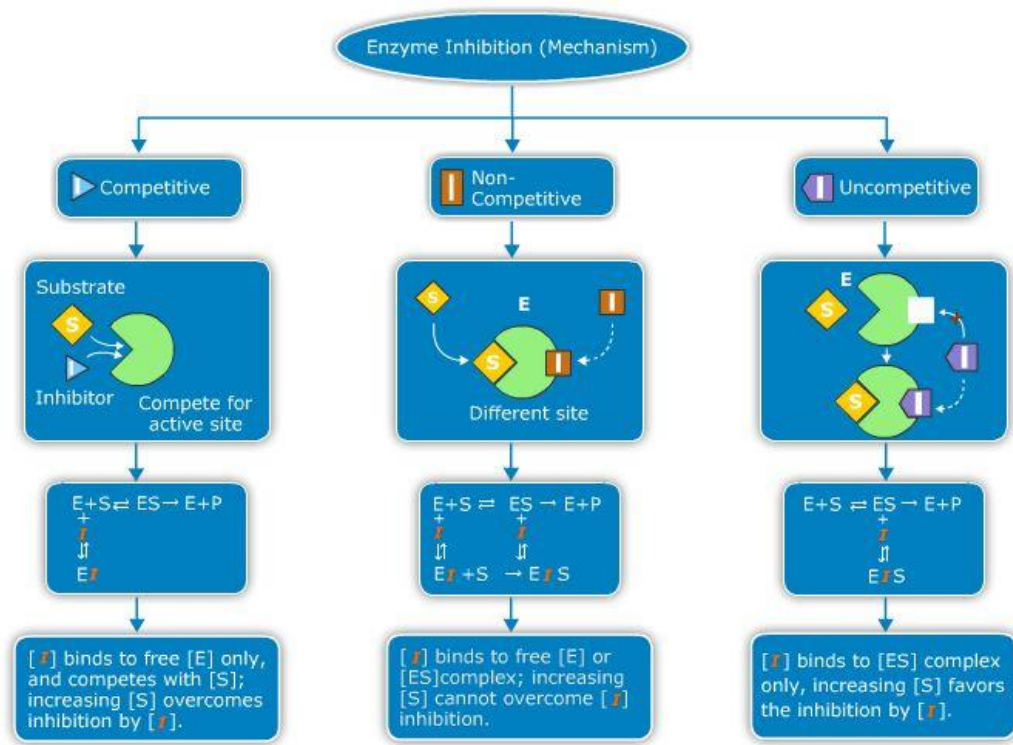 Enzyme Inhibition (Mechanism)
Competitive
I Non-
Competitive
I Uncompetitive
Substrate
S
Inhibitor
Compete for
active site
S
E
I
S
I
Different site
E
S
I
S
I
E+S⇌ ES→ E+P
+
I
⇵
EI
E+S ⇌ ES → E+P
+ +
I I
⇵ ⇵
EI+S → EIS
E+S ⇌ ES → E+P
+
I
⇵
EIS
[I] binds to free [E] only,
and competes with [S];
increasing [S] overcomes
inhibition by [I].
[I] binds to free [E] or
[ES]complex; increasing
[S] cannot overcome [I]
inhibition.
[I] binds to [ES] complex
only, increasing [S] favors
the inhibition by [I].